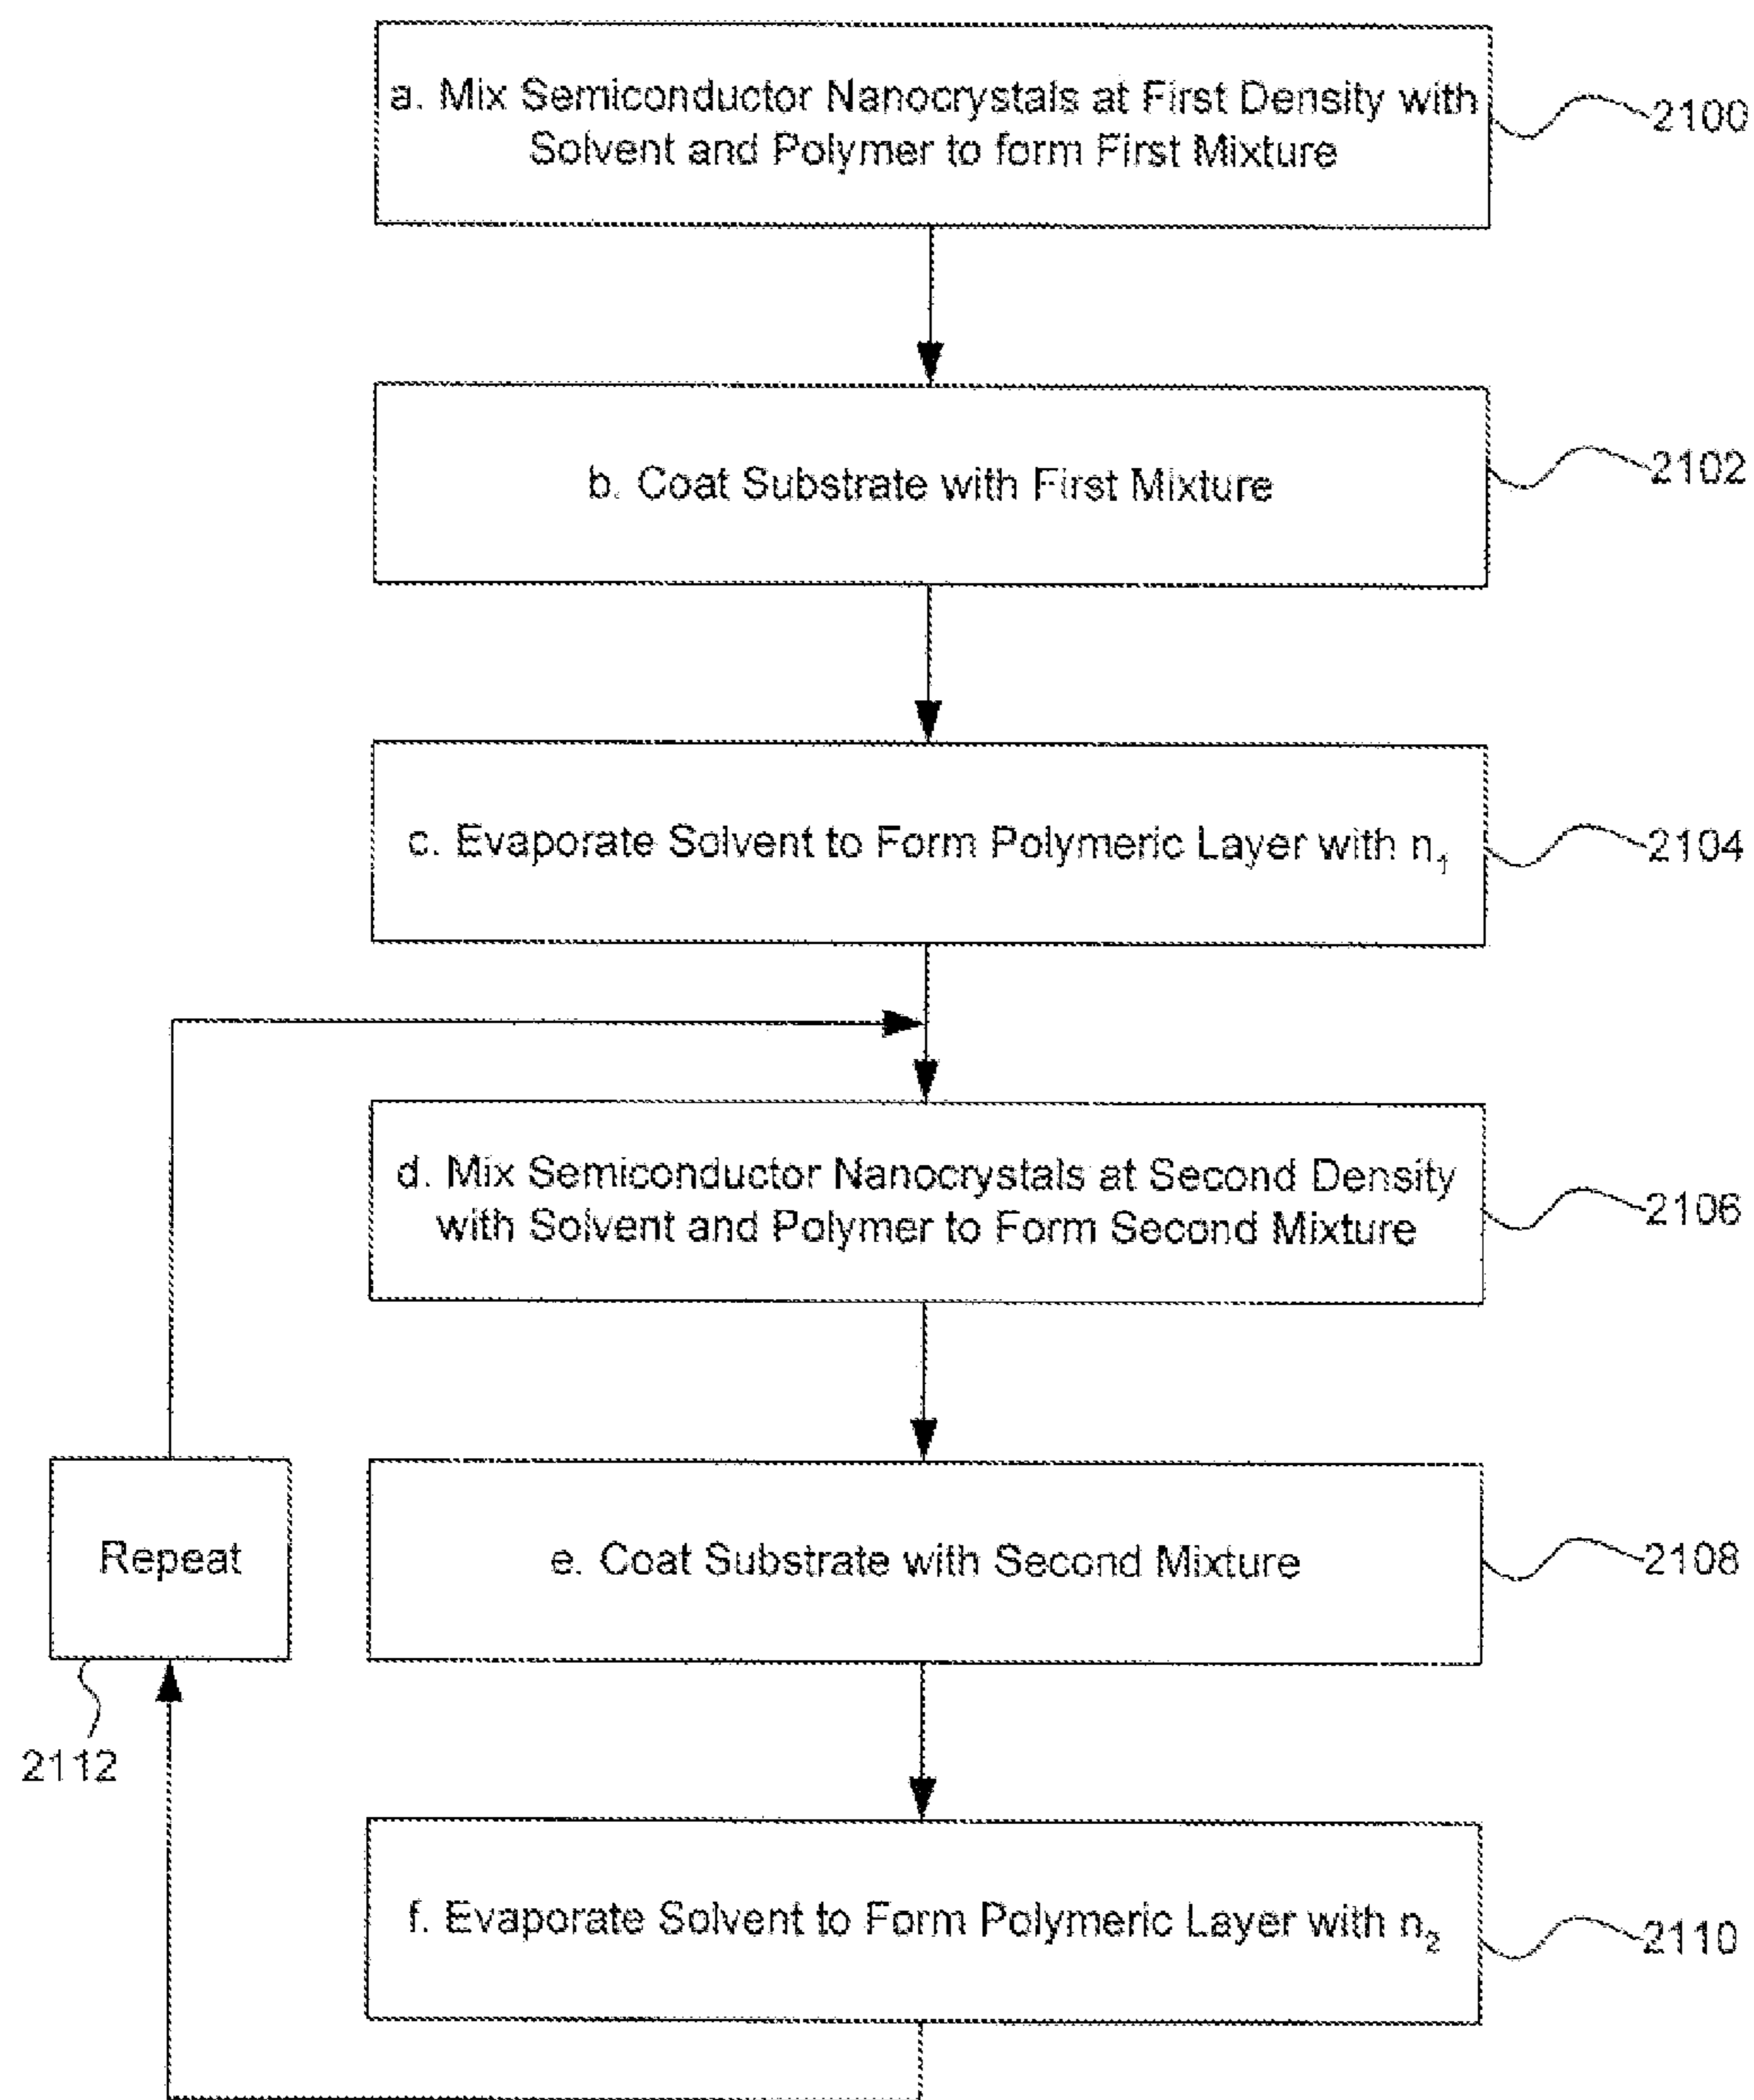 a. Mix Semiconductor Nanocrystals at First Density with
Solvent and Polymer to form First Mixture
2100
b. Coat Substrate with First Mixture
2102
c. Evaporate Solvent to Form Polymeric Layer with n₁
2104
d. Mix Semiconductor Nanocrystals at Second Density
with Solvent and Polymer to Form Second Mixture
2106
Repeat
2112
e. Coat Substrate with Second Mixture
2108
f. Evaporate Solvent to Form Polymeric Layer with n₂
2110